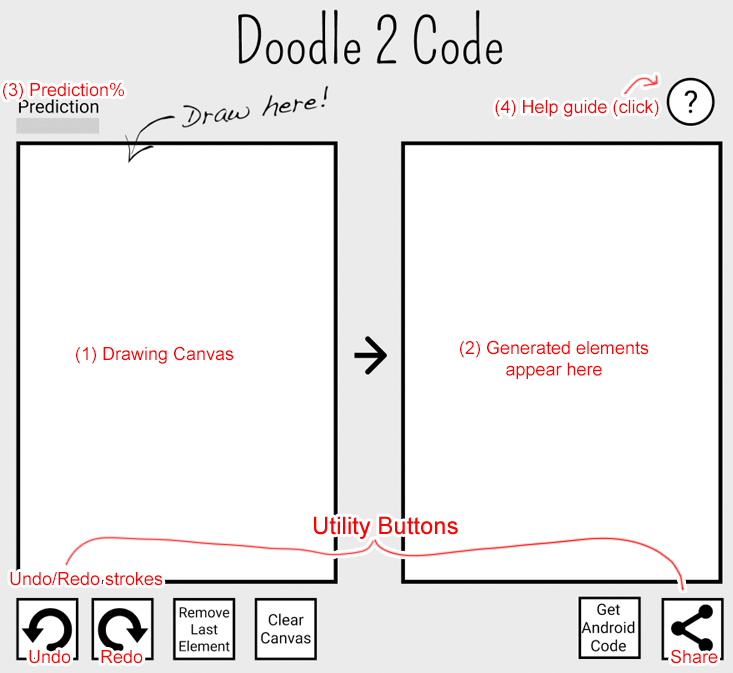 Doodle 2 Code
(3) Prediction%
Prediction
Draw here!
(4) Help guide (click)
?
(1) Drawing Canvas
(2) Generated elements
appear here
Utility Buttons
Undo/Redo strokes
Undo
Redo
Remove
Last
Element
Clear
Canvas
Get
Android
Code
Share